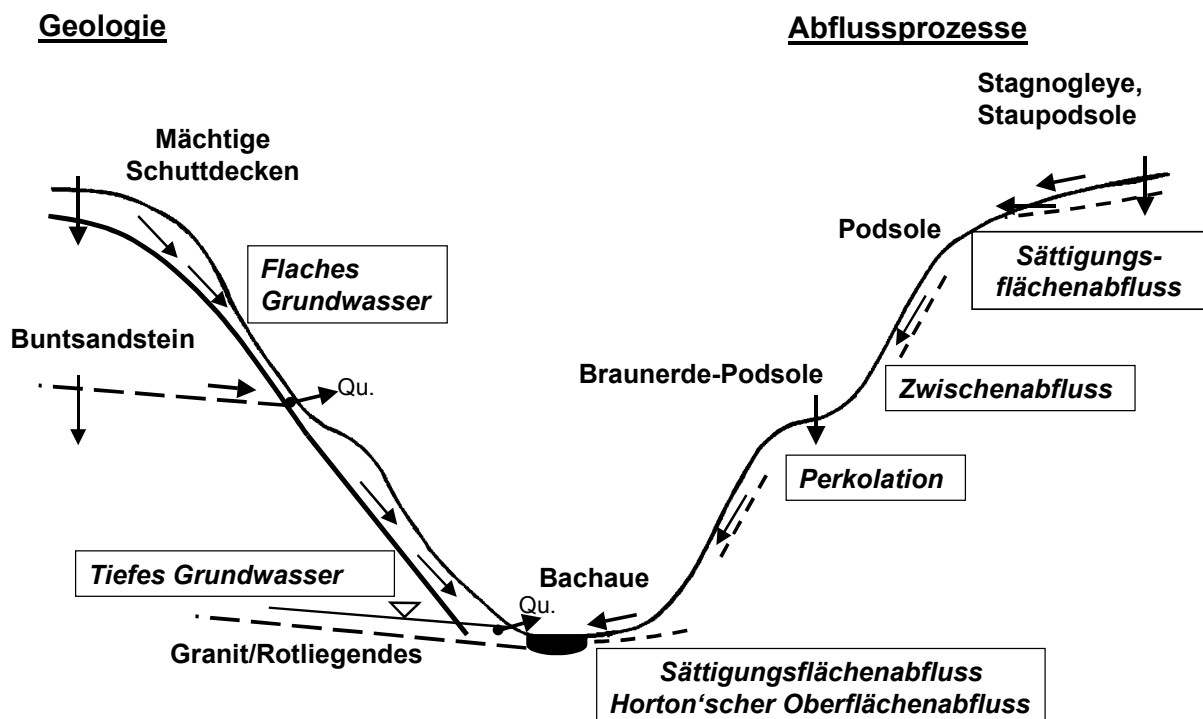 Geologie
Abflussprozesse
Stagnogleye,
Staupodsole
Mächtige
Schuttdecken
Podsole
Flaches
Grundwasser
Sättigungs-
flächenabfluss
Buntsandstein
Qu.
Braunerde-Podsole
Zwischenabfluss
Perkolation
Tiefes Grundwasser
Bachaue
Qu.
Granit/Rotliegendes
Sättigungsflächenabfluss
Horton‘scher Oberflächenabfluss